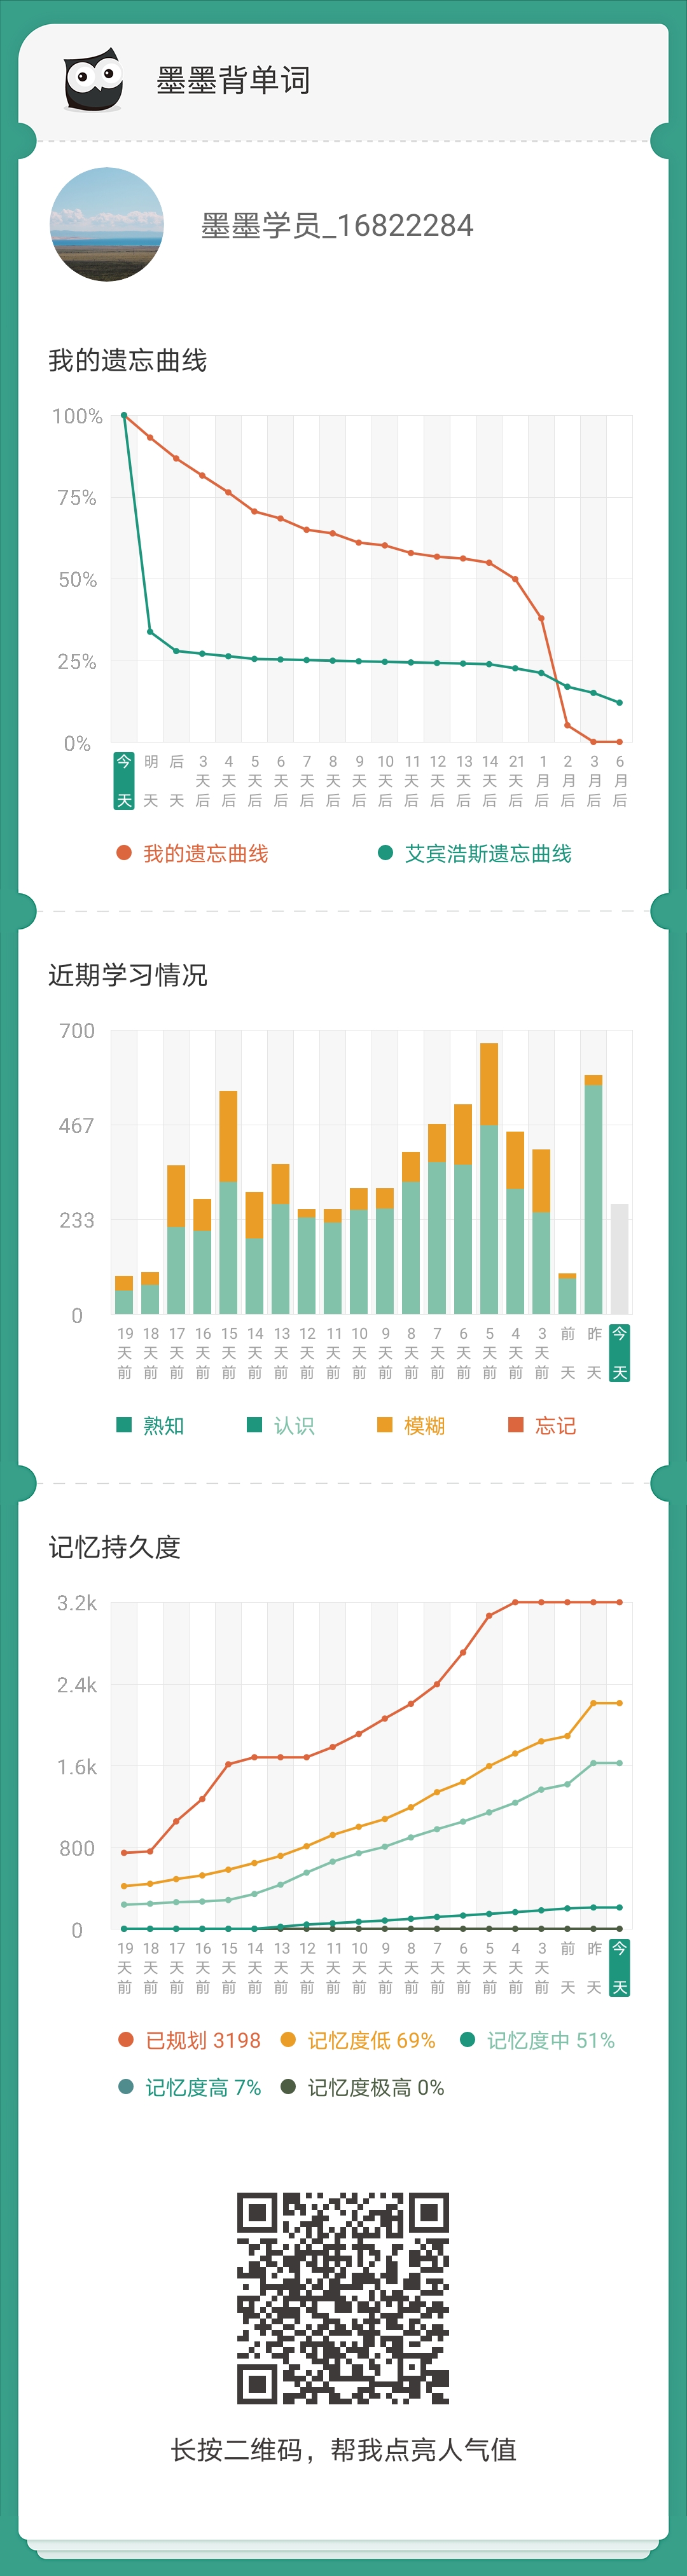 墨墨背单词
墨墨学员_16822284
我的遗忘曲线
100%
75%
50%
25%
0%
今天 明天 后天 3天后 4天后 5天后 6天后 7天后 8天后 9天后 10天后 11天后 12天后 13天后 14天后 21天后 1月后 2月后 3月后 6月后
我的遗忘曲线 艾宾浩斯遗忘曲线
近期学习情况
700
467
233
0
19天前 18天前 17天前 16天前 15天前 14天前 13天前 12天前 11天前 10天前 9天前 8天前 7天前 6天前 5天前 4天前 3天前 前天 昨天 今天
熟知 认识 模糊 忘记
记忆持久度
3.2k
2.4k
1.6k
800
0
19天前 18天前 17天前 16天前 15天前 14天前 13天前 12天前 11天前 10天前 9天前 8天前 7天前 6天前 5天前 4天前 3天前 前天 昨天 今天
已规划 3198 记忆度低 69% 记忆度中 51%
记忆度高 7% 记忆度极高 0%
长按二维码，帮我点亮人气值